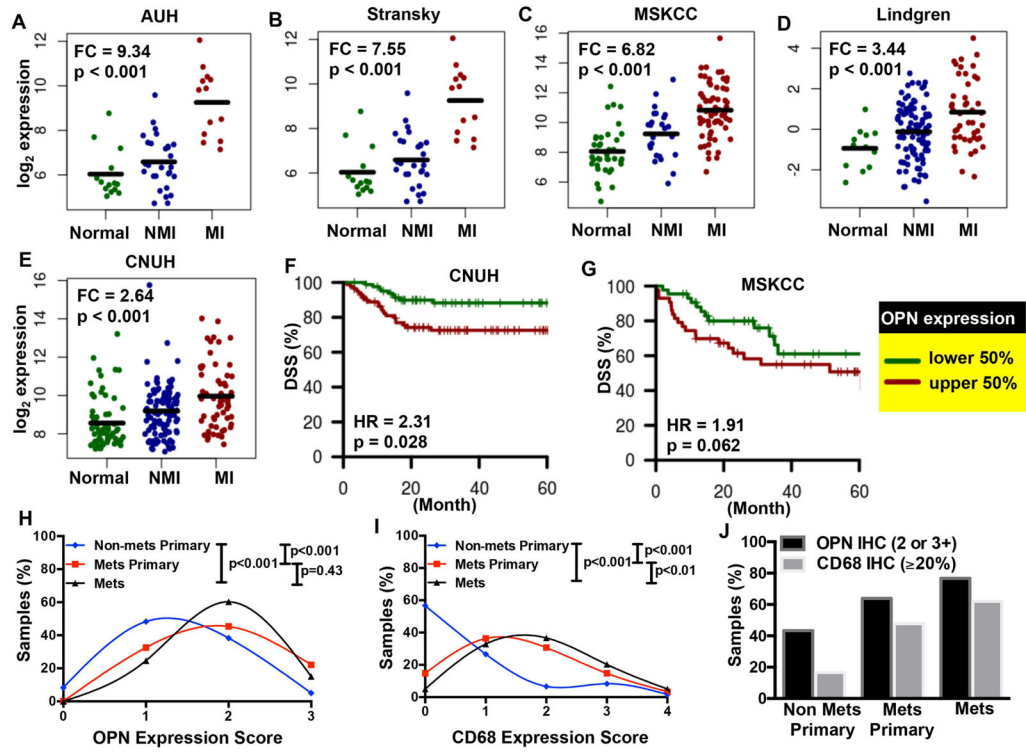 A
AUH
FC = 9.34
p < 0.001
log2 expression
12
10
8
6
Normal
NMI
MI
B
Stransky
FC = 7.55
p < 0.001
12
10
8
6
Normal
NMI
MI
C
MSKCC
FC = 6.82
p <0.001
16
14
12
10
8
6
Normal
NMI
MI
D
Lindgren
FC = 3.44
p < 0.001
4
2
0
-2
Normal
NMI
MI
E
CNUH
FC = 2.64
p < 0.001
log2 expression
16
14
12
10
8
Normal
NMI
MI
F
CNUH
DSS (%)
100
80
60
40
20
0
HR = 2.31
p = 0.028
0
20
40
60
(Month)
G
MSKCC
DSS (%)
100
80
60
40
20
0
HR = 1.91
p = 0.062
0
20
40
60
(Month)
OPN expression
lower 50%
upper 50%
H
Non-mets Primary
Mets Primary
Mets
p<0.001
p<0.001
p=0.43
Samples (%)
100
80
60
40
20
0
0
1
2
3
OPN Expression Score
I
Non-mets Primary
Mets Primary
Mets
p<0.001
p<0.001
p<0.01
Samples (%)
100
80
60
40
20
0
0
1
2
3
4
CD68 Expression Score
J
OPN IHC (2 or 3+)
CD68 IHC (≥20%)
Samples (%)
100
80
60
40
20
0
Non Mets
Primary
Mets
Primary
Mets